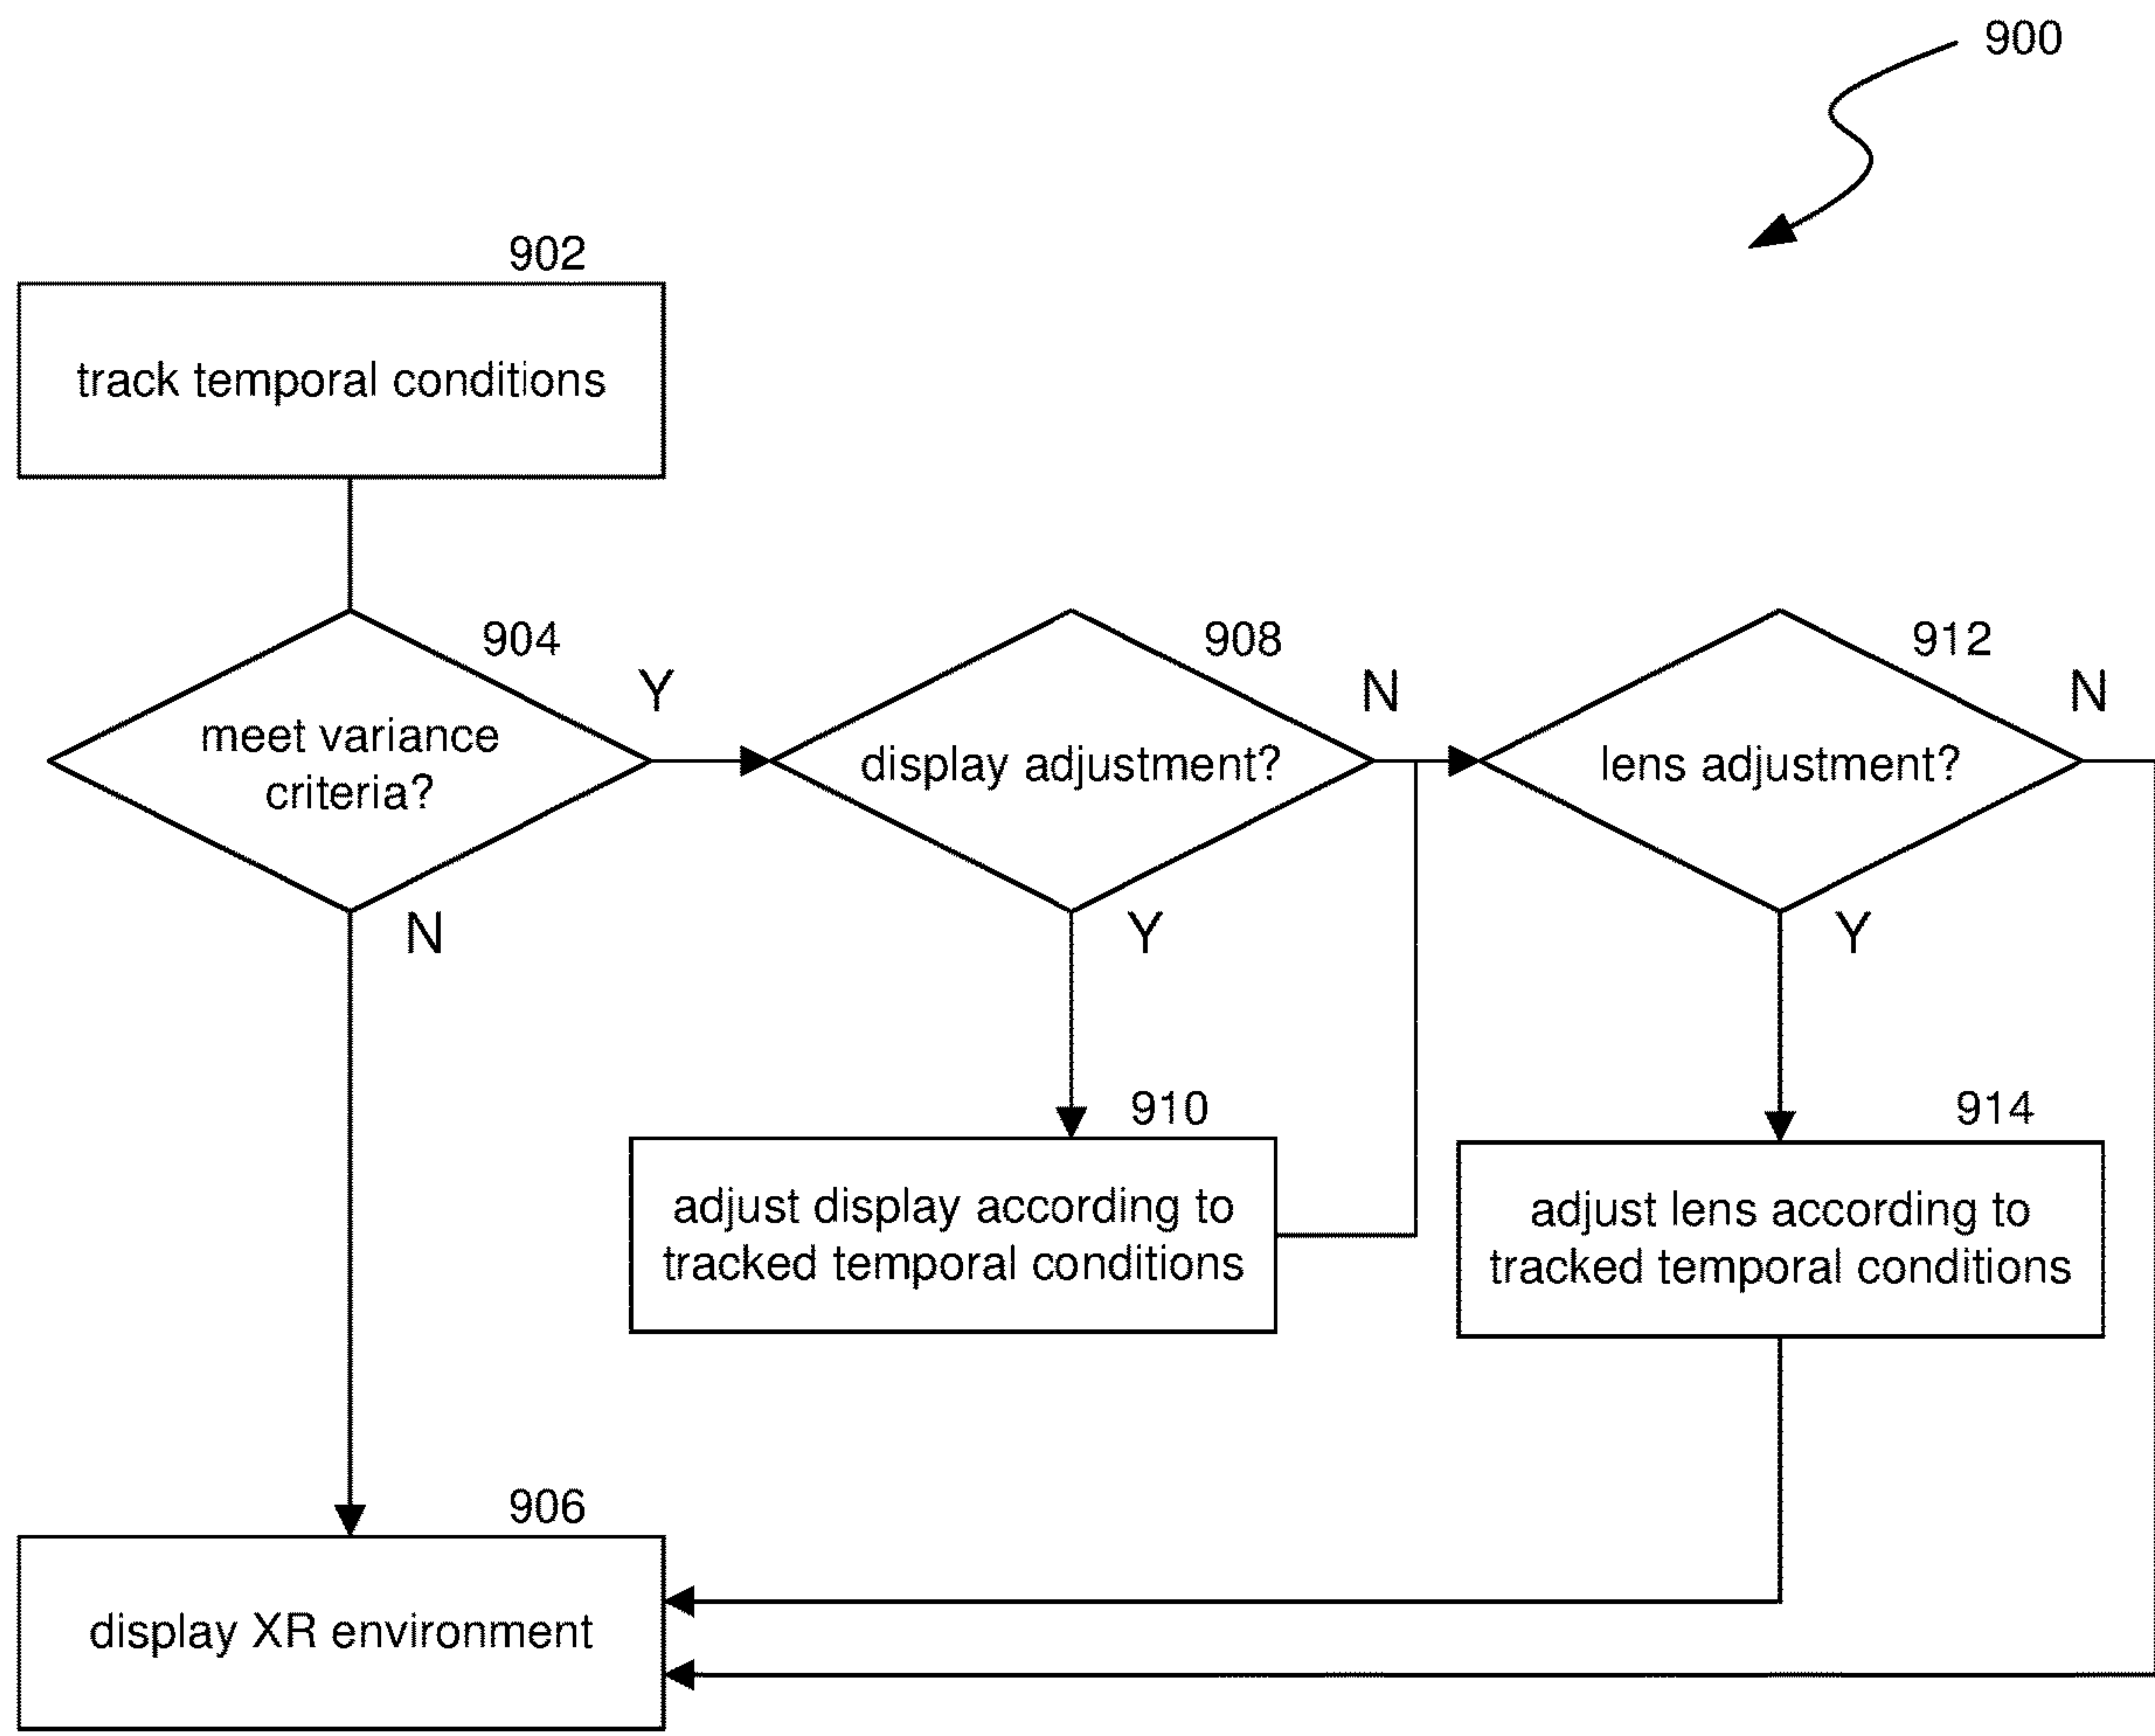 900
902
track temporal conditions
904
meet variance
criteria?
Y
N
908
display adjustment?
N
Y
912
lens adjustment?
N
Y
910
adjust display according to
tracked temporal conditions
914
adjust lens according to
tracked temporal conditions
906
display XR environment